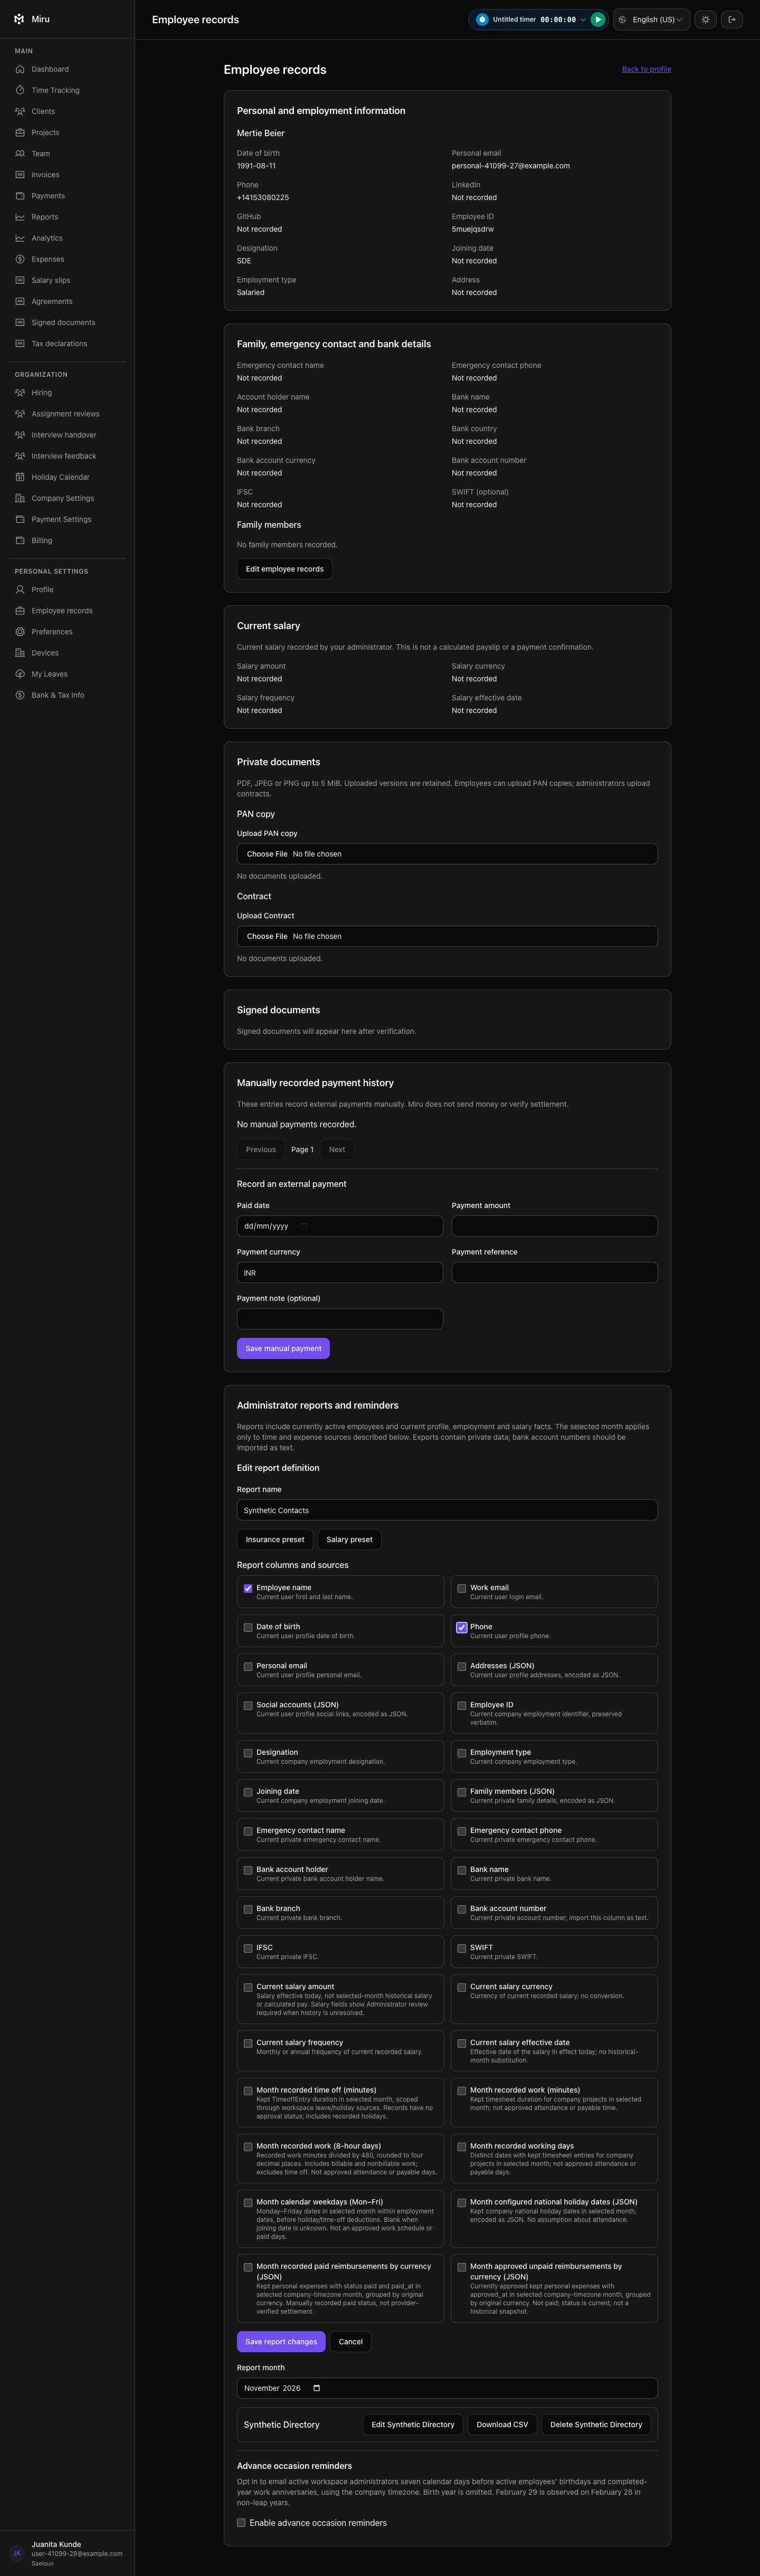 Miru
Employee records
Untitled timer 00:00:00
English (US)
MAIN
Dashboard
Time Tracking
Clients
Projects
Team
Invoices
Payments
Reports
Analytics
Expenses
Salary slips
Agreements
Signed documents
Tax declarations
ORGANIZATION
Hiring
Assignment reviews
Interview handover
Interview feedback
Holiday Calendar
Company Settings
Payment Settings
Billing
PERSONAL SETTINGS
Profile
Employee records
Preferences
Devices
My Leaves
Bank & Tax Info
JK
Juanita Kunde
user-41099-28@example.com
Saeloun
Employee records
Back to profile
Personal and employment information
Mertie Beier
Date of birth
1991-08-11
Personal email
personal-41099-27@example.com
Phone
+14153080225
LinkedIn
Not recorded
GitHub
Not recorded
Employee ID
5muejqsdrw
Designation
SDE
Joining date
Not recorded
Employment type
Salaried
Address
Not recorded
Family, emergency contact and bank details
Emergency contact name
Not recorded
Emergency contact phone
Not recorded
Account holder name
Not recorded
Bank name
Not recorded
Bank branch
Not recorded
Bank country
Not recorded
Bank account currency
Not recorded
Bank account number
Not recorded
IFSC
Not recorded
SWIFT (optional)
Not recorded
Family members
No family members recorded.
Edit employee records
Current salary
Current salary recorded by your administrator. This is not a calculated payslip or a payment confirmation.
Salary amount
Not recorded
Salary currency
Not recorded
Salary frequency
Not recorded
Salary effective date
Not recorded
Private documents
PDF, JPEG or PNG up to 5 MiB. Uploaded versions are retained. Employees can upload PAN copies; administrators upload
contracts.
PAN copy
Upload PAN copy
Choose File No file chosen
No documents uploaded.
Contract
Upload Contract
Choose File No file chosen
No documents uploaded.
Signed documents
Signed documents will appear here after verification.
Manually recorded payment history
These entries record external payments manually. Miru does not send money or verify settlement.
No manual payments recorded.
Previous Page 1 Next
Record an external payment
Paid date
dd/mm/yyyy
Payment amount
Payment currency
INR
Payment reference
Payment note (optional)
Save manual payment
Administrator reports and reminders
Reports include currently active employees and current profile, employment and salary facts. The selected month applies
only to time and expense sources described below. Exports contain private data; bank account numbers should be
imported as text.
Edit report definition
Report name
Synthetic Contacts
Insurance preset Salary preset
Report columns and sources
Employee name
Current user first and last name.
Work email
Current user login email.
Date of birth
Current user profile date of birth.
Phone
Current user profile phone.
Personal email
Current user profile personal email.
Addresses (JSON)
Current user profile addresses, encoded as JSON.
Social accounts (JSON)
Current user profile social links, encoded as JSON.
Employee ID
Current company employment identifier, preserved
verbatim.
Designation
Current company employment designation.
Employment type
Current company employment type.
Joining date
Current company employment joining date.
Family members (JSON)
Current private family details, encoded as JSON.
Emergency contact name
Current private emergency contact name.
Emergency contact phone
Current private emergency contact phone.
Bank account holder
Current private bank account holder name.
Bank name
Current private bank name.
Bank branch
Current private bank branch.
Bank account number
Current private account number; import this column as text.
IFSC
Current private IFSC.
SWIFT
Current private SWIFT.
Current salary amount
Salary effective today, not selected-month historical salary
or calculated pay. Salary fields show Administrator review
required when history is unresolved.
Current salary currency
Currency of current recorded salary; no conversion.
Current salary frequency
Monthly or annual frequency of current recorded salary.
Current salary effective date
Effective date of the salary in effect today; no historical-
month substitution.
Month recorded time off (minutes)
Kept TimeoffEntry duration in selected month, scoped
through workspace leave/holiday sources. Records have no
approval status; includes recorded holidays.
Month recorded work (minutes)
Kept timesheet duration for company projects in selected
month; not approved attendance or payable time.
Month recorded work (8-hour days)
Recorded work minutes divided by 480, rounded to four
decimal places. Includes billable and nonbillable work;
excludes time off. Not approved attendance or payable days.
Month recorded working days
Distinct dates with kept timesheet entries for company
projects in selected month; not approved attendance or
payable days.
Month calendar weekdays (Mon–Fri)
Monday–Friday dates in selected month within employment
dates, before holiday/time-off deductions. Blank when
joining date is unknown. Not an approved work schedule or
paid days.
Month configured national holiday dates (JSON)
Kept company national holiday dates in selected month,
encoded as JSON. No assumption about attendance.
Month recorded paid reimbursements by currency
(JSON)
Kept personal expenses with status paid and paid_at in
selected company-timezone month, grouped by original
currency. Manually recorded paid status, not provider-
verified settlement.
Month approved unpaid reimbursements by
currency (JSON)
Currently approved kept personal expenses with
approved_at in selected company-timezone month, grouped
by original currency. Not paid; status is current, not a
historical snapshot.
Save report changes Cancel
Report month
November 2026
Synthetic Directory
Edit Synthetic Directory Download CSV Delete Synthetic Directory
Advance occasion reminders
Opt in to email active workspace administrators seven calendar days before active employees' birthdays and completed-
year work anniversaries, using the company timezone. Birth year is omitted. February 29 is observed on February 28 in
non-leap years.
Enable advance occasion reminders